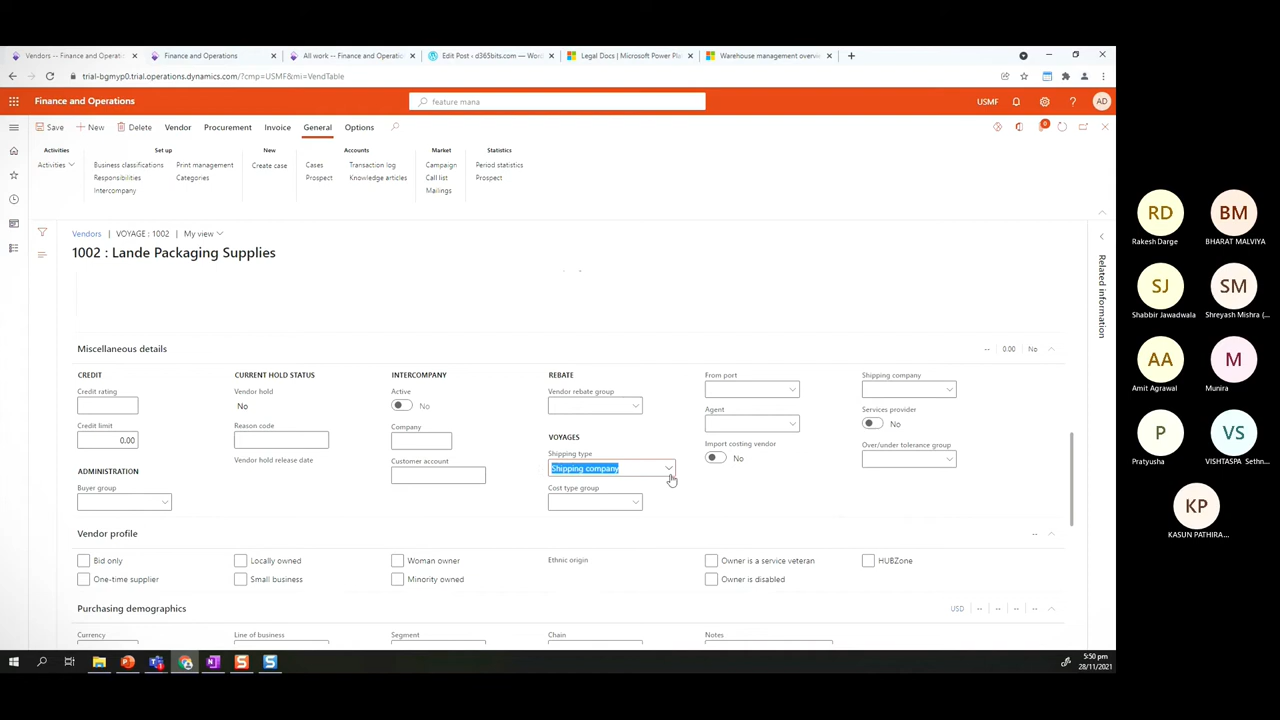 Vendors -- Finance and Operati
Finance and Operations
All work -- Finance and Operatio
Edit Post ‹ d365bits.com — Word
Legal Docs | Microsoft Power Pla
Warehouse management overvie
trial-bgmyp0.trial.operations.dynamics.com/?cmp=USMF&mi=VendTable
Finance and Operations
feature mana
USMF
AD
Save
New
Delete
Vendor
Procurement
Invoice
General
Options
0
Activities
Set up
New
Accounts
Market
Statistics
Activities
Business classifications
Print management
Create case
Cases
Transaction log
Campaign
Period statistics
Responsibilities
Categories
Prospect
Knowledge articles
Call list
Prospect
Intercompany
Mailings
Vendors | VOYAGE : 1002 | My view
1002 : Lande Packaging Supplies
Related information
Miscellaneous details
-- 0.00 No
CREDIT
Credit rating
Credit limit
0.00
ADMINISTRATION
Buyer group
CURRENT HOLD STATUS
Vendor hold
No
Reason code
Vendor hold release date
INTERCOMPANY
Active
No
Company
Customer account
REBATE
Vendor rebate group
VOYAGES
Shipping type
Shipping company
Cost type group
From port
Agent
Import costing vendor
No
Shipping company
Services provider
No
Over/under tolerance group
Vendor profile
--
Bid only
Locally owned
Woman owner
Ethnic origin
Owner is a service veteran
HUBZone
One-time supplier
Small business
Minority owned
Owner is disabled
Purchasing demographics
USD -- -- -- --
Currency
Line of business
Segment
Chain
Notes
5:50 pm
28/11/2021
RD
Rakesh Darge
BM
BHARAT MALVIYA
SJ
Shabbir Jawadwala
SM
Shreyash Mishra (...
AA
Amit Agrawal
M
Munira
P
Pratyusha
VS
VISHTASPA Sethn...
KP
KASUN PATHIRA...